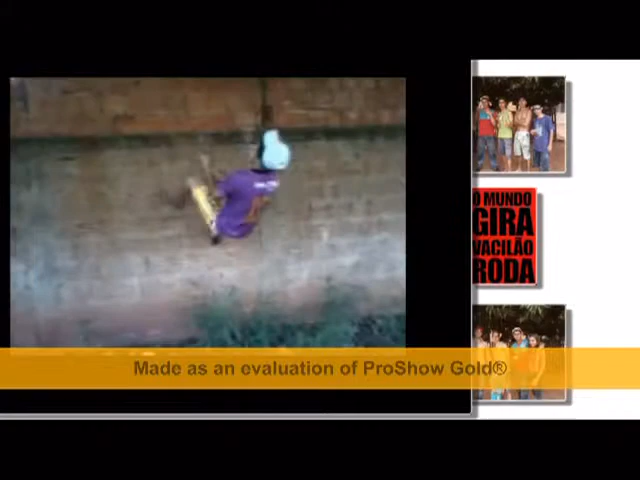 O MUNDO
GIRA
VACILÃO
RODA
Made as an evaluation of ProShow Gold®